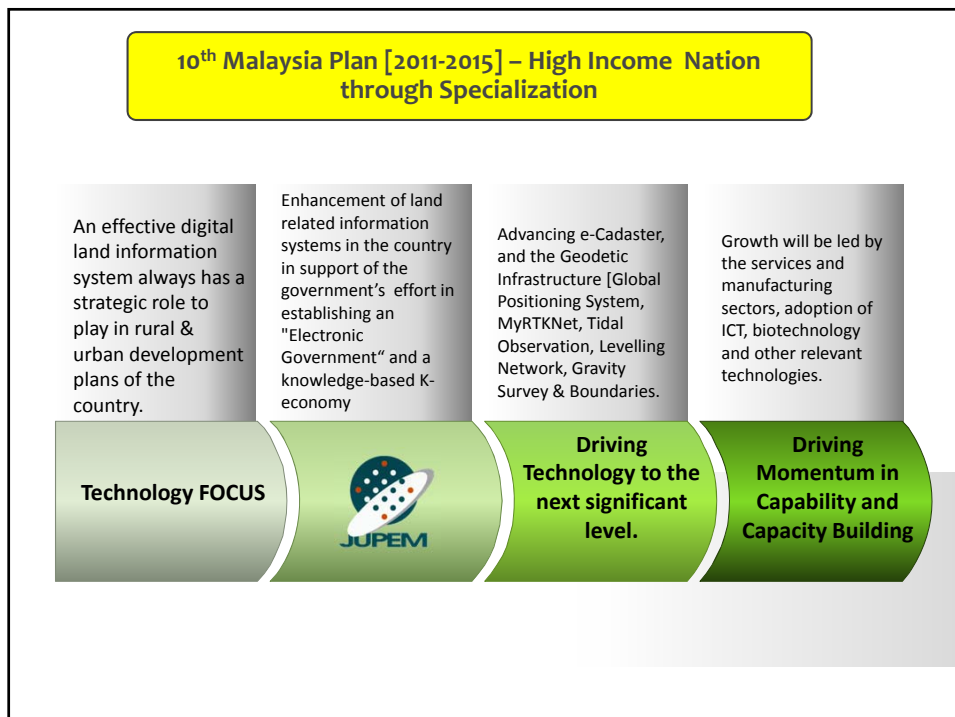 10th Malaysia Plan [2011-2015] – High Income Nation
through Specialization
An effective digital
land information
system always has a
strategic role to
play in rural &
urban development
plans of the
country.
Enhancement of land
related information
systems in the country
in support of the
government’s effort in
establishing an
"Electronic
Government“ and a
knowledge-based K-
economy
Advancing e-Cadaster,
and the Geodetic
Infrastructure [Global
Positioning System,
MyRTKNet, Tidal
Observation, Levelling
Network, Gravity
Survey & Boundaries.
Growth will be led by
the services and
manufacturing
sectors, adoption of
ICT, biotechnology
and other relevant
technologies.
Technology FOCUS
JUPEM
Driving
Technology to the
next significant
level.
Driving
Momentum in
Capability and
Capacity Building